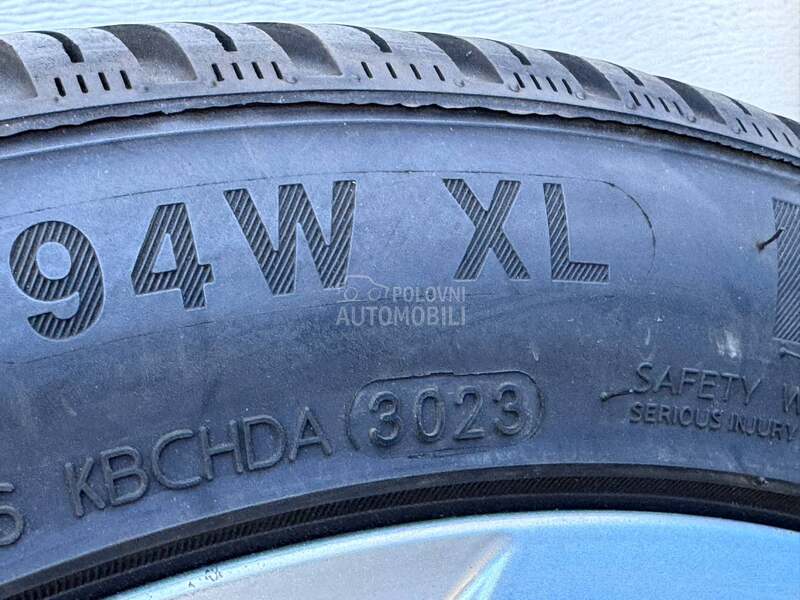 94W XL
POLOVNI
AUTOMOBILI
SAFETY
SERIOUS INJURY
KBCHDA 3023